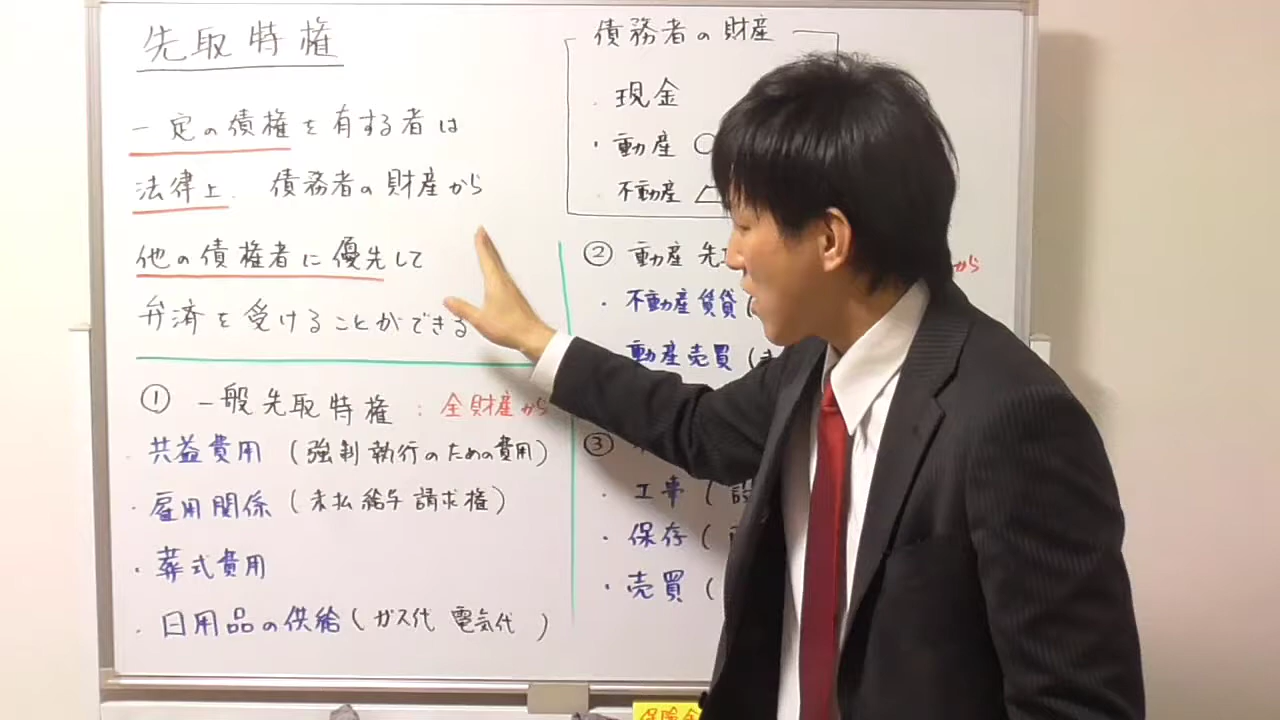 先取特権
一定の債権を有する者は
法律上、債務者の財産から
他の債権者に優先して
弁済を受けることができる
① 一般先取特権：全財産から
・共益費用（強制執行のための費用）
・雇用関係（未払給与請求権）
・葬式費用
・日用品の供給（ガス代 電気代 ）
債務者の財産
・現金
・動産
・不動産
② 動産先
から
・不動産賃貸（
・動産売買（
③
・工事（設
・保存（
・売買（
保険金